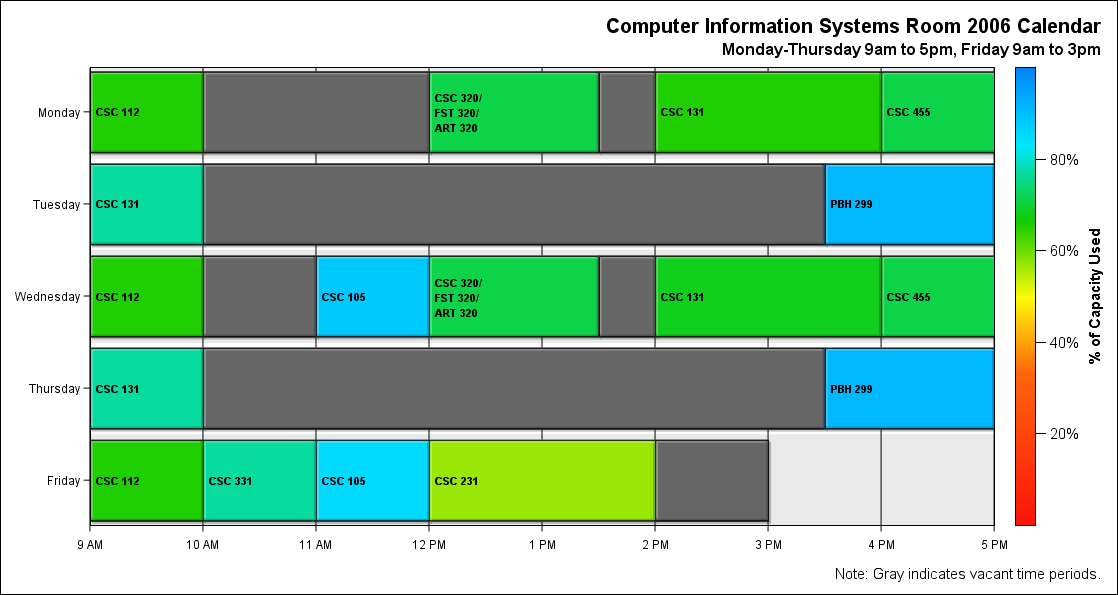 Computer Information Systems Room 2006 Calendar
Monday-Thursday 9am to 5pm, Friday 9am to 3pm
Monday
CSC 112
CSC 320/
FST 320/
ART 320
CSC 131
CSC 455
Tuesday
CSC 131
PBH 299
Wednesday
CSC 112
CSC 105
CSC 320/
FST 320/
ART 320
CSC 131
CSC 455
Thursday
CSC 131
PBH 299
Friday
CSC 112
CSC 331
CSC 105
CSC 231
9 AM
10 AM
11 AM
12 PM
1 PM
2 PM
3 PM
4 PM
5 PM
80%
60%
40%
20%
% of Capacity Used
Note: Gray indicates vacant time periods.